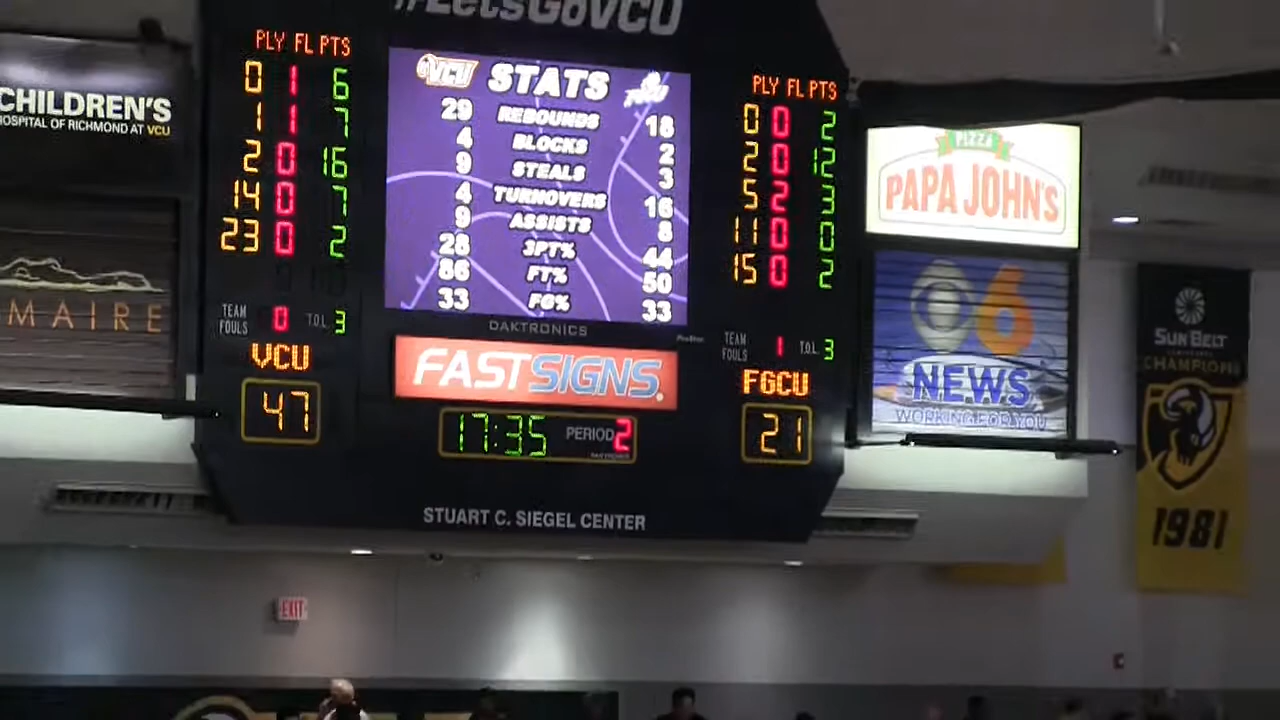 #LetsGoVCU
PLY FL PTS
0 1 6
1 1 7
2 0 16
14 0 7
23 0 2
TEAM FOULS 0 T.O.L. 3
VCU
47
VCU STATS
29 REBOUNDS 18
4 BLOCKS 2
9 STEALS 3
4 TURNOVERS 16
9 ASSISTS 8
28 3PT% 44
86 FT% 50
33 FG% 33
DAKTRONICS
FASTSIGNS
17:35 PERIOD 2
PLY FL PTS
0 0 2
2 0 12
5 2 3
11 0 0
15 0 2
TEAM FOULS 1 T.O.L. 3
FGCU
21
STUART C. SIEGEL CENTER
CHILDREN'S
HOSPITAL OF RICHMOND AT VCU
MAIRE
PIZZA
PAPA JOHN'S
6
NEWS
WORKING FOR YOU
SUN BELT
CHAMPIONS
1981
EXIT